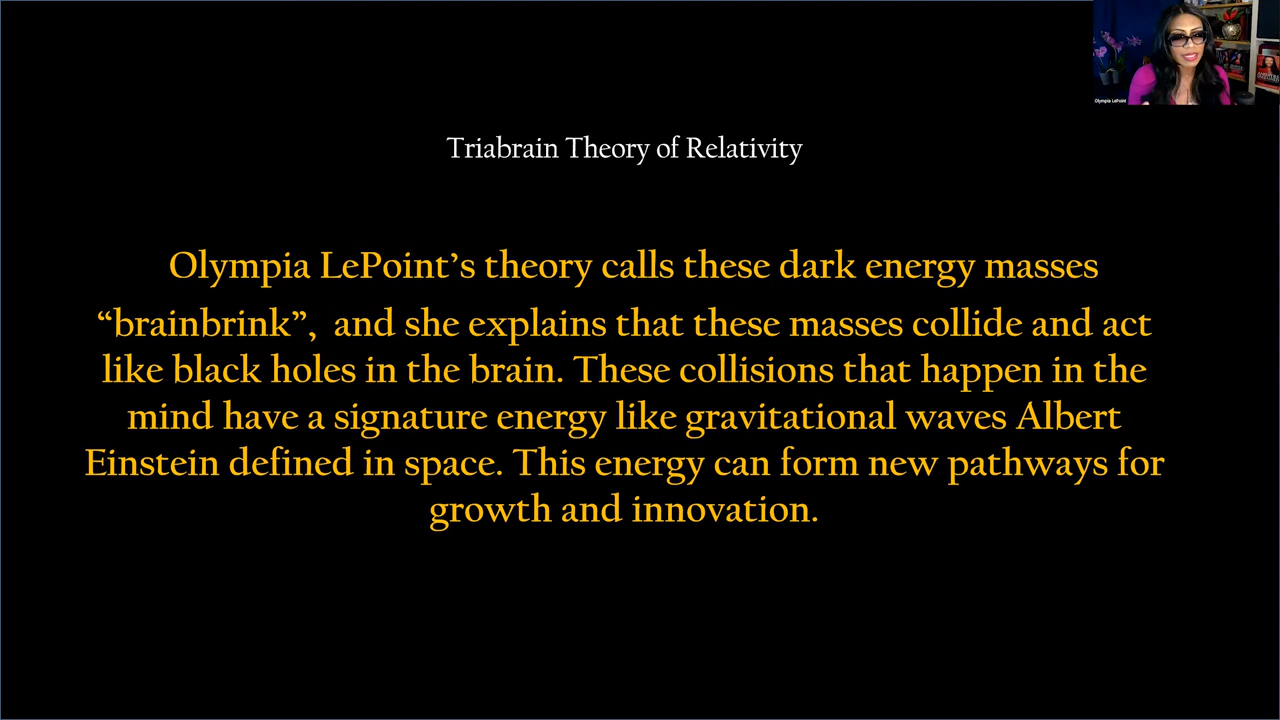 Olympia LePoint
Triabrain Theory of Relativity
Olympia LePoint’s theory calls these dark energy masses
“brainbrink”, and she explains that these masses collide and act
like black holes in the brain. These collisions that happen in the
mind have a signature energy like gravitational waves Albert
Einstein defined in space. This energy can form new pathways for
growth and innovation.